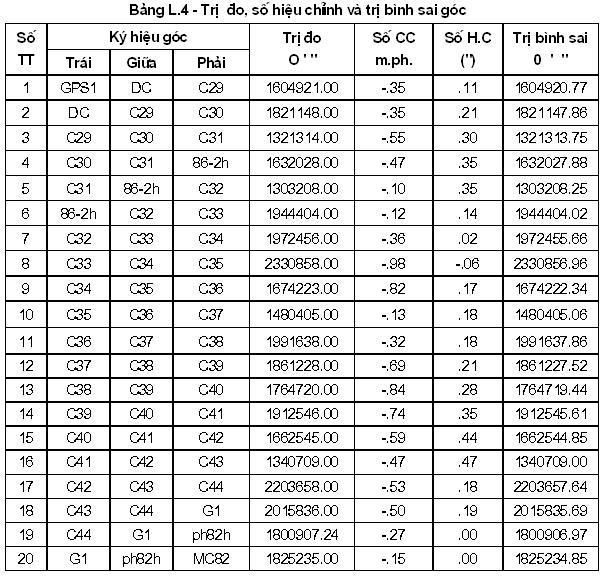 Bảng L.4 - Trị đo, số hiệu chỉnh và trị bình sai góc
Số TT Ký hiệu góc Trị đo O ' " Số CC m.ph. Số H.C (") Trị bình sai 0 ' "
Trái Giữa Phải
1 GPS1 DC C29 1604921.00 -.35 .11 1604920.77
2 DC C29 C30 1821148.00 -.35 .21 1821147.86
3 C29 C30 C31 1321314.00 -.55 .30 1321313.75
4 C30 C31 86-2h 1632028.00 -.47 .35 1632027.88
5 C31 86-2h C32 1303208.00 -.10 .35 1303208.25
6 86-2h C32 C33 1944404.00 -.12 .14 1944404.02
7 C32 C33 C34 1972456.00 -.36 .02 1972455.66
8 C33 C34 C35 2330858.00 -.98 -.06 2330856.96
9 C34 C35 C36 1674223.00 -.82 .17 1674222.34
10 C35 C36 C37 1480405.00 -.13 .18 1480405.06
11 C36 C37 C38 1991638.00 -.32 .18 1991637.86
12 C37 C38 C39 1861228.00 -.69 .21 1861227.52
13 C38 C39 C40 1764720.00 -.84 .28 1764719.44
14 C39 C40 C41 1912546.00 -.74 .35 1912545.61
15 C40 C41 C42 1662545.00 -.59 .44 1662544.85
16 C41 C42 C43 1340709.00 -.47 .47 1340709.00
17 C42 C43 C44 2203658.00 -.53 .18 2203657.64
18 C43 C44 G1 2015836.00 -.50 .19 2015835.69
19 C44 G1 ph82h 1800907.24 -.27 .00 1800906.97
20 G1 ph82h MC82 1825235.00 -.15 .00 1825234.85